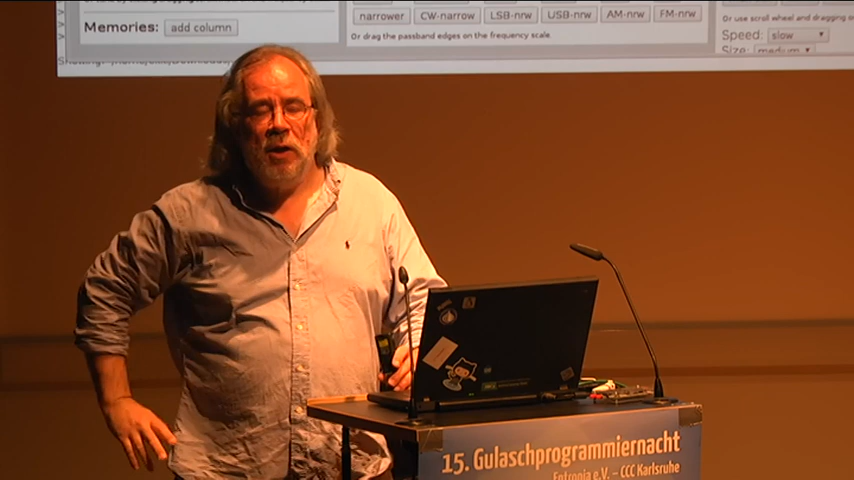 Memories: add column
narrower CW-narrow LSB-nrw USB-nrw AM-nrw FM-nrw
Or drag the passband edges on the frequency scale.
Or use scroll wheel and dragging
Speed: slow
Size: medium
15. Gulaschprogrammiernacht
Entropia e.V. – CCC Karlsruhe